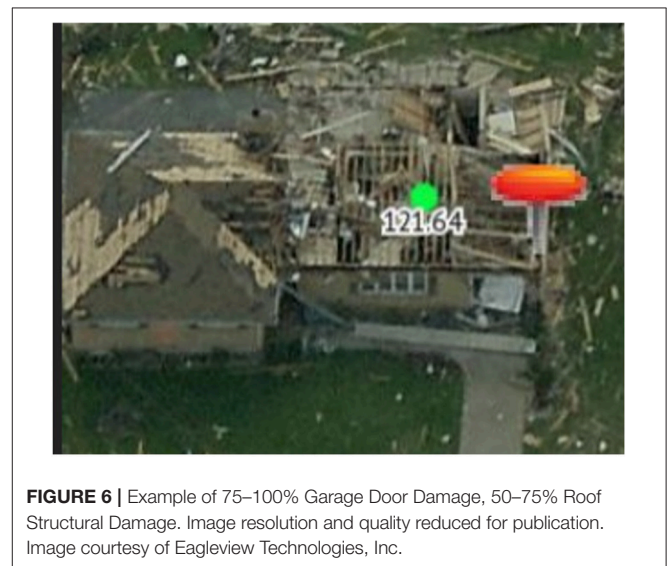 121.64
FIGURE 6 | Example of 75–100% Garage Door Damage, 50–75% Roof
Structural Damage. Image resolution and quality reduced for publication.
Image courtesy of Eagleview Technologies, Inc.